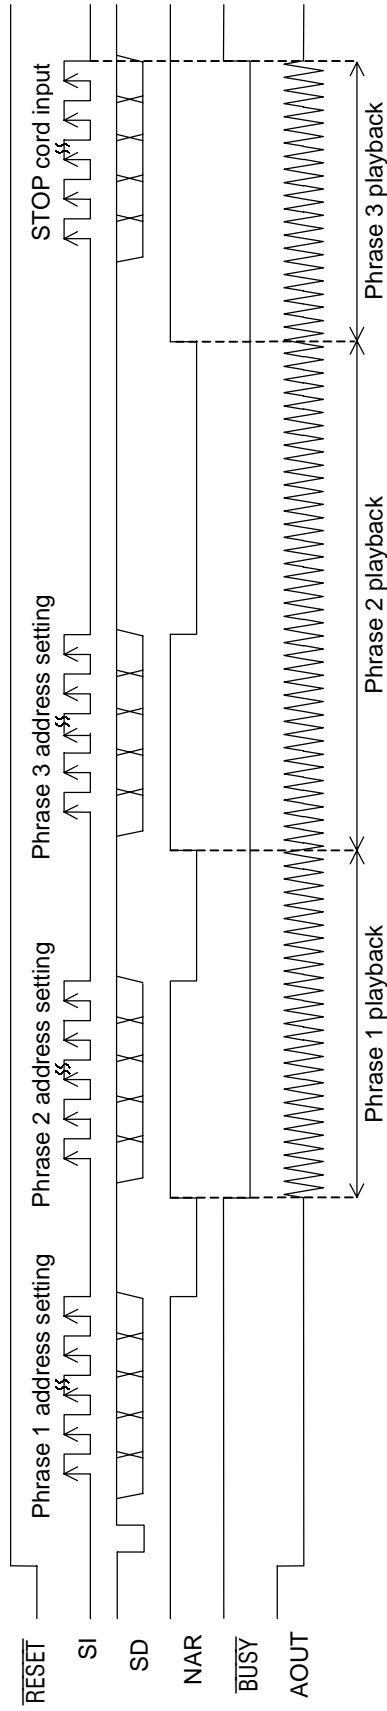 Phrase 1 address setting
Phrase 2 address setting
Phrase 3 address setting
STOP cord input
RESET
SI
SD
NAR
BUSY
AOUT
Phrase 1 playback
Phrase 2 playback
Phrase 3 playback